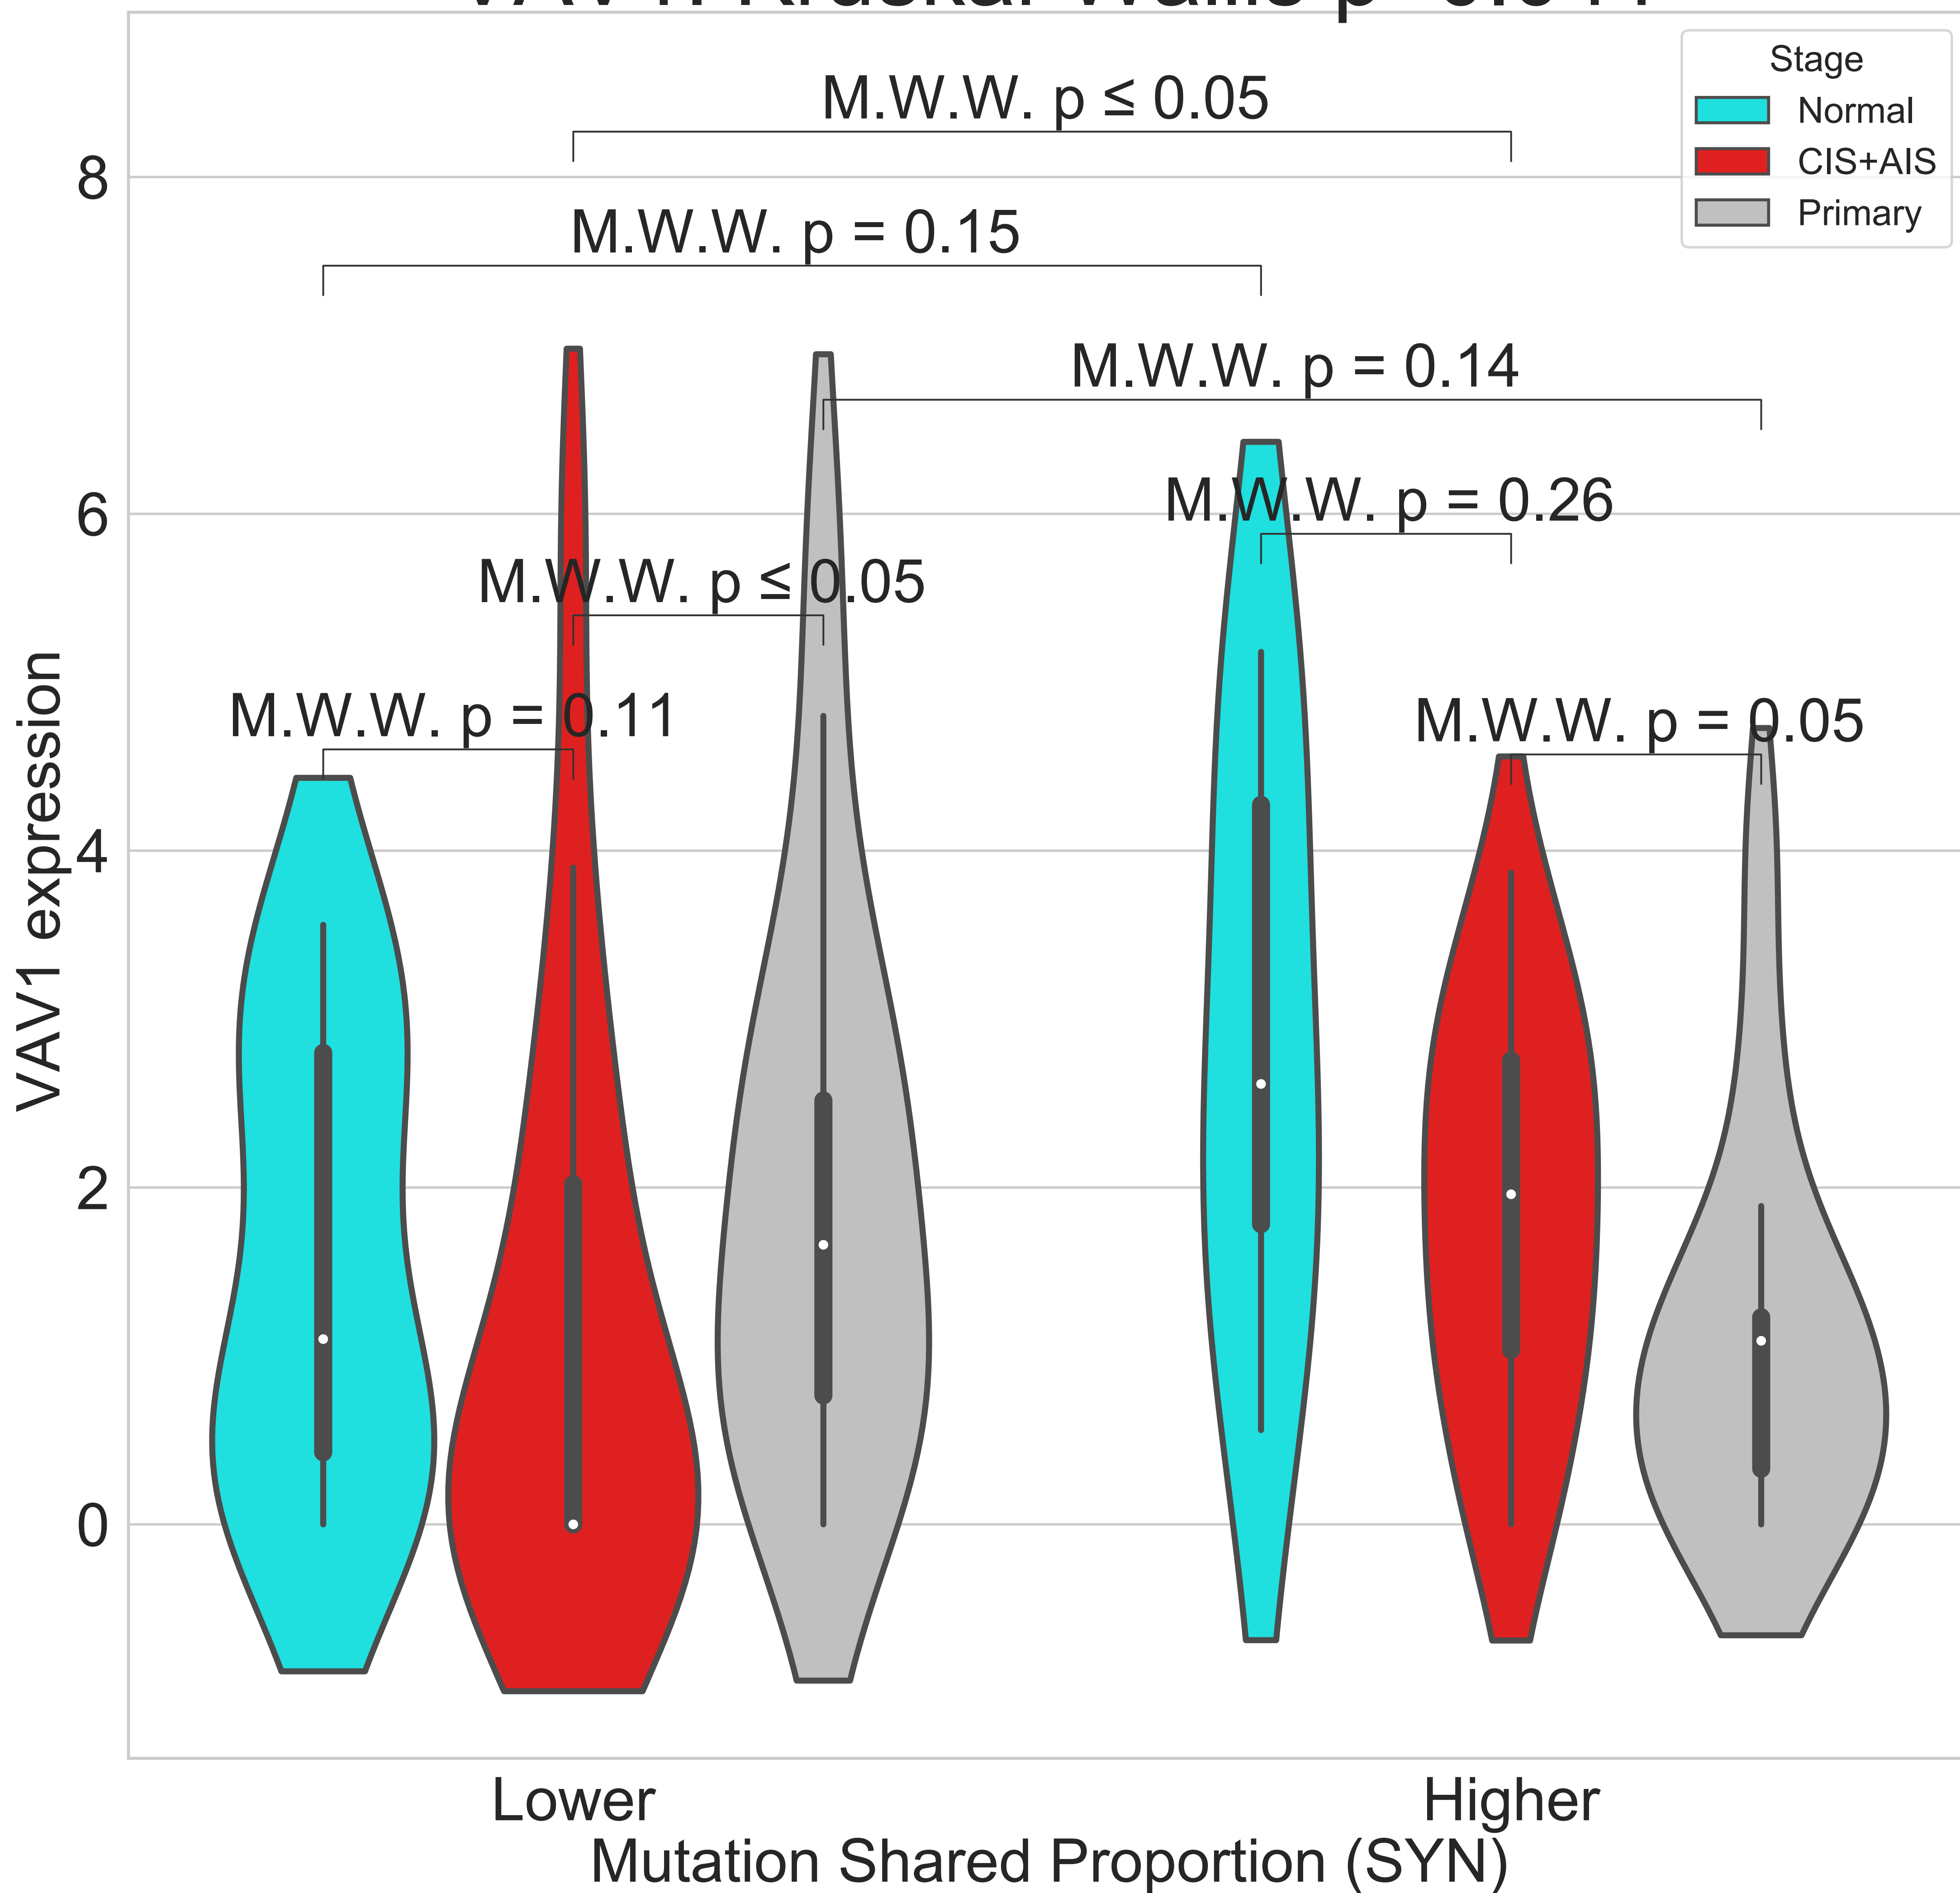 Stage
Normal
CIS+AIS
Primary
M.W.W. p ≤ 0.05
M.W.W. p = 0.15
M.W.W. p = 0.14
M.W.W. p = 0.26
M.W.W. p ≤ 0.05
M.W.W. p = 0.11
M.W.W. p = 0.05
8
6
4
2
0
VAV1 expression
Lower
Higher
Mutation Shared Proportion (SYN)